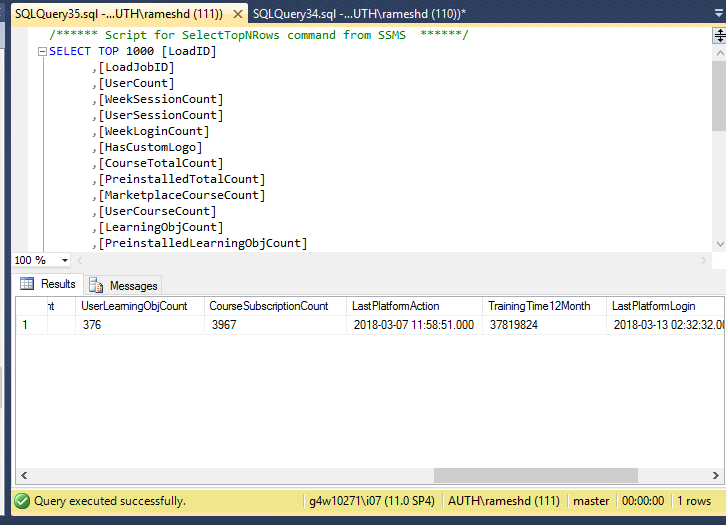 SQLQuery35.sql -...UTH\rameshd (111)) SQLQuery34.sql -...UTH\rameshd (110))*
/****** Script for SelectTopNRows command from SSMS ******/
SELECT TOP 1000 [LoadID]
,[LoadJobID]
,[UserCount]
,[WeekSessionCount]
,[UserSessionCount]
,[WeekLoginCount]
,[HasCustomLogo]
,[CourseTotalCount]
,[PreinstalledTotalCount]
,[MarketplaceCourseCount]
,[UserCourseCount]
,[LearningObjCount]
,[PreinstalledLearningObjCount]
100 %
Results Messages
UserLearningObjCount CourseSubscriptionCount LastPlatformAction TrainingTime12Month LastPlatformLogin
1 376 3967 2018-03-07 11:58:51.000 37819824 2018-03-13 02:32:32.00
Query executed successfully. g4w10271\i07 (11.0 SP4) AUTH\rameshd (111) master 00:00:00 1 rows